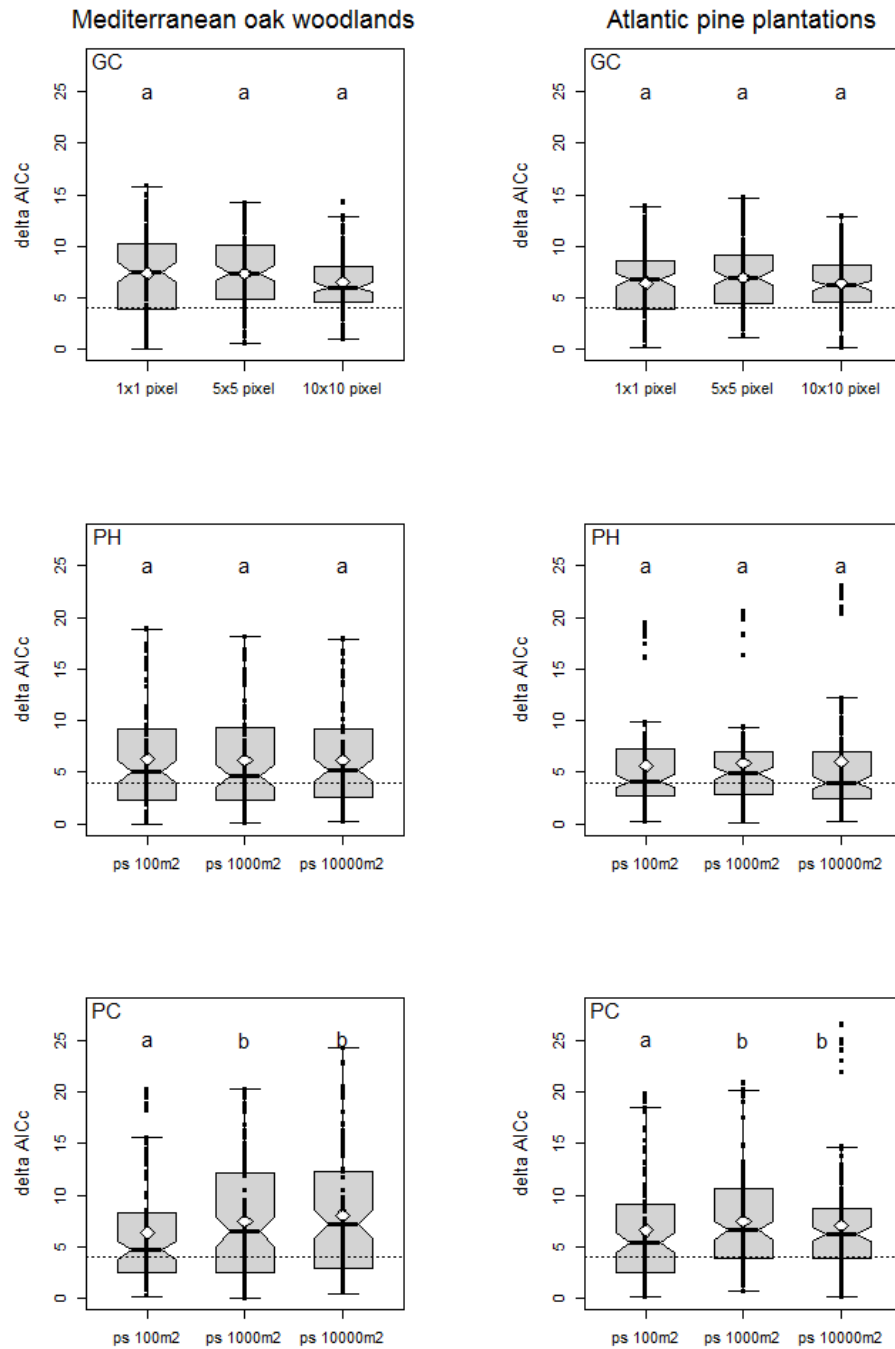 Mediterranean oak woodlands
GC
a a a
delta AICc
0 5 10 15 20 25
1x1 pixel 5x5 pixel 10x10 pixel
Atlantic pine plantations
GC
a a a
delta AICc
0 5 10 15 20 25
1x1 pixel 5x5 pixel 10x10 pixel
PH
a a a
delta AICc
0 5 10 15 20 25
ps 100m2 ps 1000m2 ps 10000m2
PH
a a a
delta AICc
0 5 10 15 20 25
ps 100m2 ps 1000m2 ps 10000m2
PC
a b b
delta AICc
0 5 10 15 20 25
ps 100m2 ps 1000m2 ps 10000m2
PC
a b b
delta AICc
0 5 10 15 20 25
ps 100m2 ps 1000m2 ps 10000m2